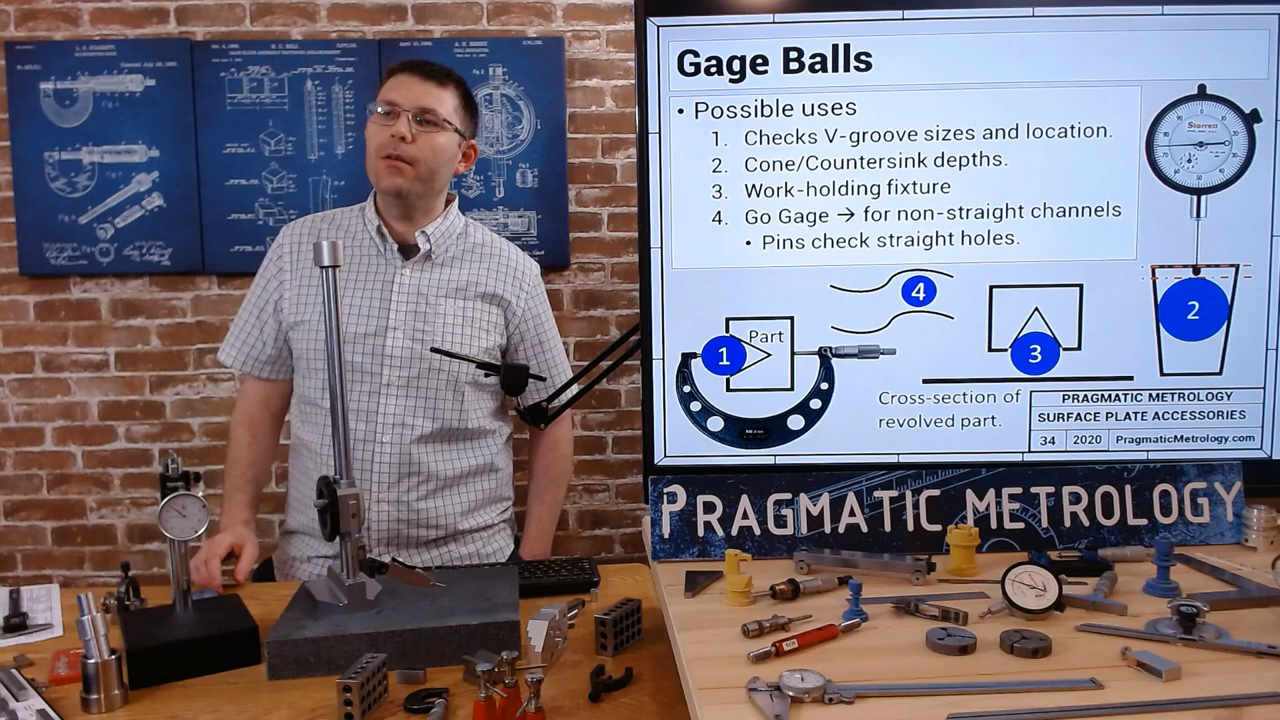 Gage Balls
• Possible uses
1. Checks V-groove sizes and location.
2. Cone/Countersink depths.
3. Work-holding fixture
4. Go Gage → for non-straight channels
• Pins check straight holes.
Starrett
4
2
Part
1
3
Cross-section of
revolved part.
PRAGMATIC METROLOGY
SURFACE PLATE ACCESSORIES
34 2020 PragmaticMetrology.com
PRAGMATIC METROLOGY